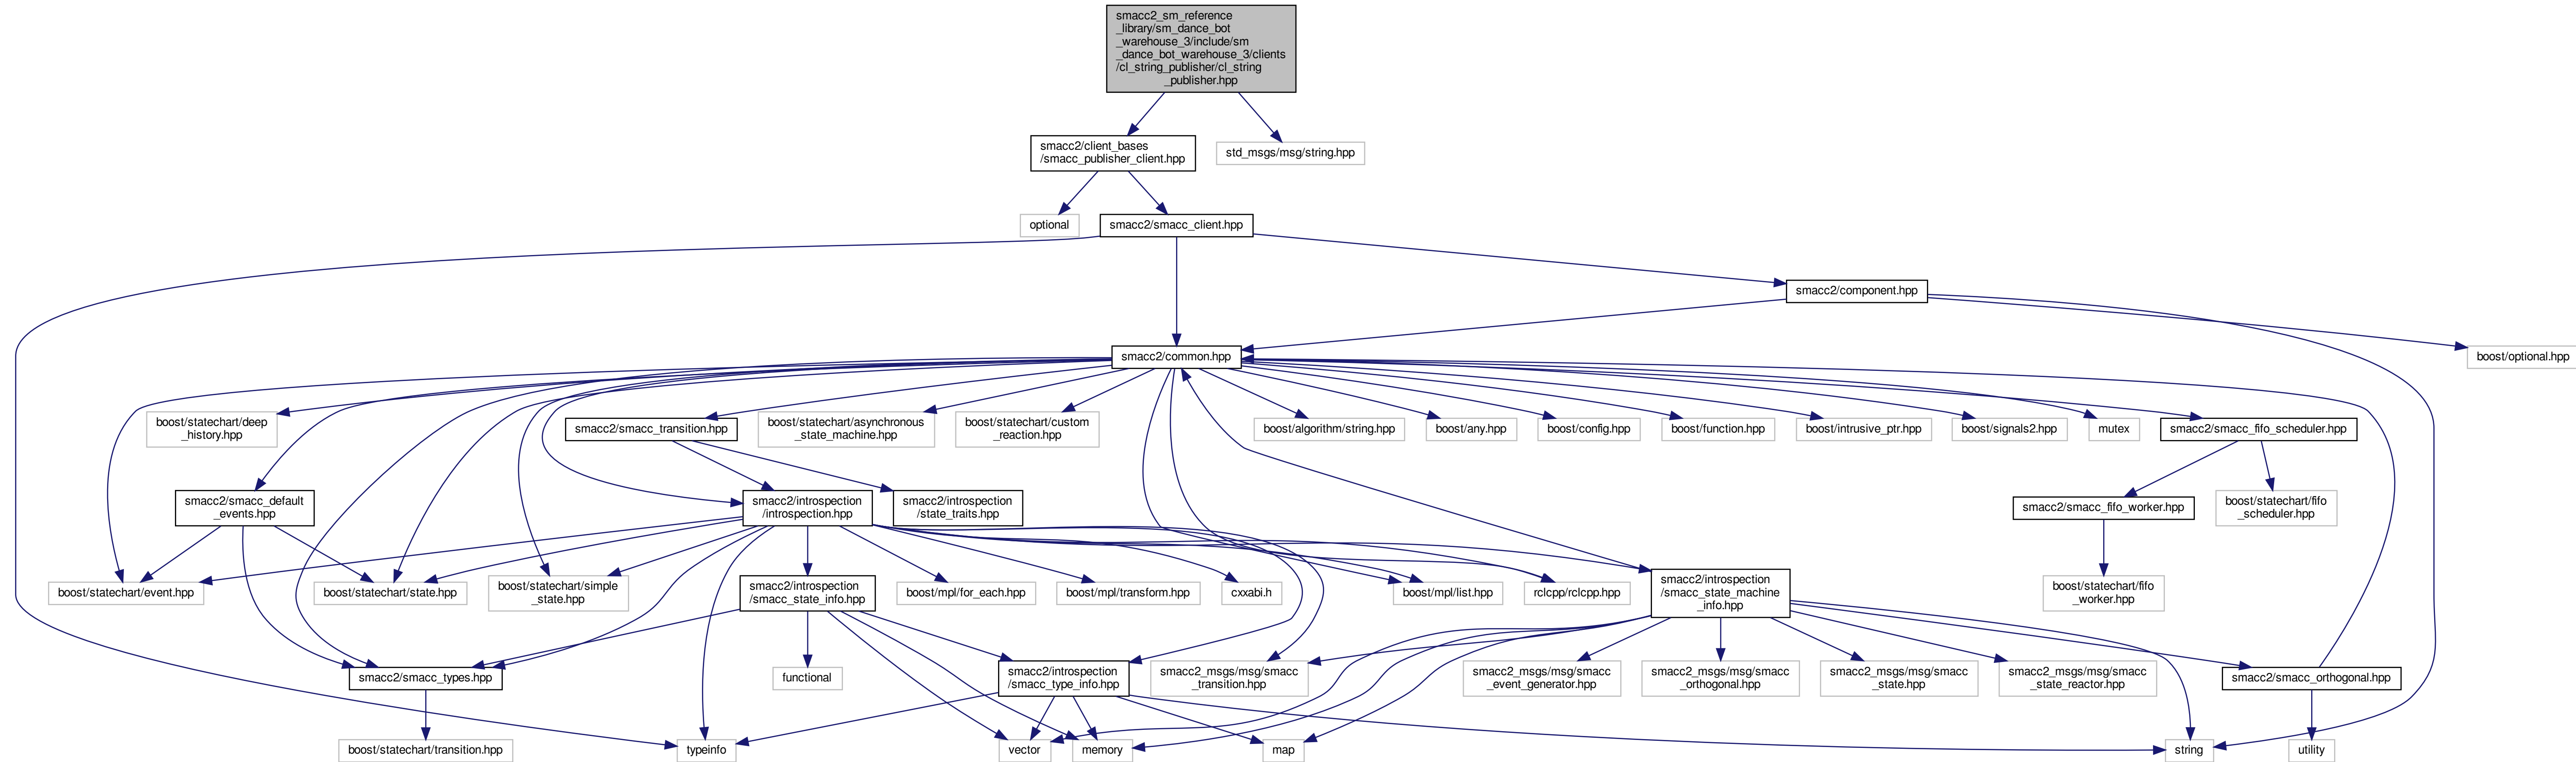 smacc2_sm_reference
_library/sm_dance_bot
_warehouse_3/include/sm
_dance_bot_warehouse_3/clients
/cl_string_publisher/cl_string
_publisher.hpp
smacc2/client_bases
/smacc_publisher_client.hpp
std_msgs/msg/string.hpp
optional
smacc2/smacc_client.hpp
smacc2/component.hpp
smacc2/common.hpp
boost/optional.hpp
boost/statechart/deep
_history.hpp
smacc2/smacc_transition.hpp
boost/statechart/asynchronous
_state_machine.hpp
boost/statechart/custom
_reaction.hpp
boost/algorithm/string.hpp
boost/any.hpp
boost/config.hpp
boost/function.hpp
boost/intrusive_ptr.hpp
boost/signals2.hpp
mutex
smacc2/smacc_fifo_scheduler.hpp
smacc2/smacc_default
_events.hpp
smacc2/introspection
/introspection.hpp
smacc2/introspection
/state_traits.hpp
smacc2/smacc_fifo_worker.hpp
boost/statechart/fifo
_scheduler.hpp
boost/statechart/event.hpp
boost/statechart/state.hpp
boost/statechart/simple
_state.hpp
smacc2/introspection
/smacc_state_info.hpp
boost/mpl/for_each.hpp
boost/mpl/transform.hpp
cxxabi.h
boost/mpl/list.hpp
rclcpp/rclcpp.hpp
smacc2/introspection
/smacc_state_machine
_info.hpp
boost/statechart/fifo
_worker.hpp
smacc2/smacc_types.hpp
functional
smacc2/introspection
/smacc_type_info.hpp
smacc2_msgs/msg/smacc
_transition.hpp
smacc2_msgs/msg/smacc
_event_generator.hpp
smacc2_msgs/msg/smacc
_orthogonal.hpp
smacc2_msgs/msg/smacc
_state.hpp
smacc2_msgs/msg/smacc
_state_reactor.hpp
smacc2/smacc_orthogonal.hpp
boost/statechart/transition.hpp
typeinfo
vector
memory
map
string
utility